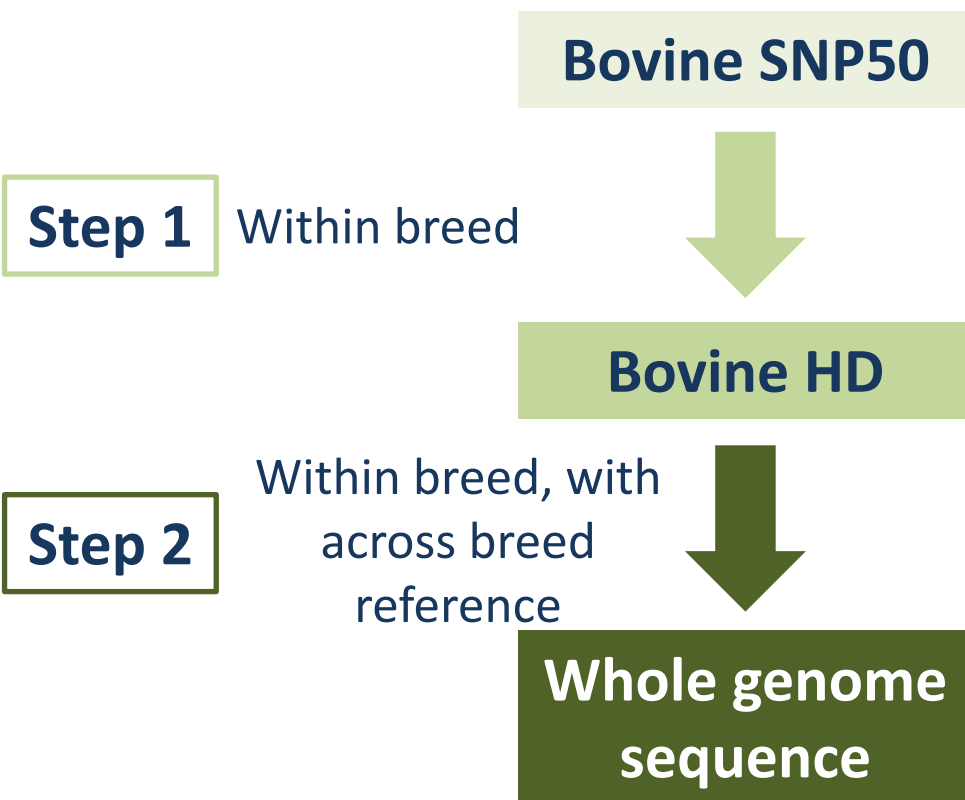 Bovine SNP50
Step 1
Within breed
Bovine HD
Step 2
Within breed, with
across breed
reference
Whole genome
sequence